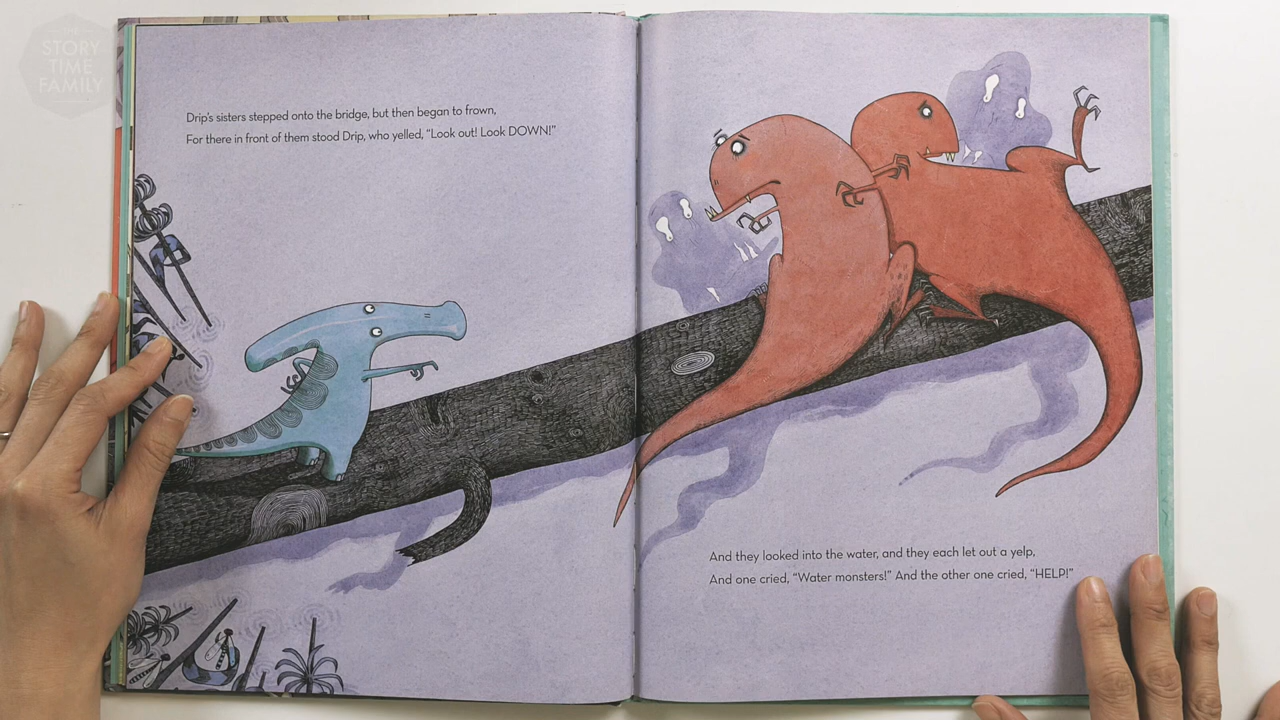 THE
STORY
TIME
FAMILY
Drip's sisters stepped onto the bridge, but then began to frown,
For there in front of them stood Drip, who yelled, “Look out! Look DOWN!”
And they looked into the water, and they each let out a yelp,
And one cried, “Water monsters!” And the other one cried, “HELP!”